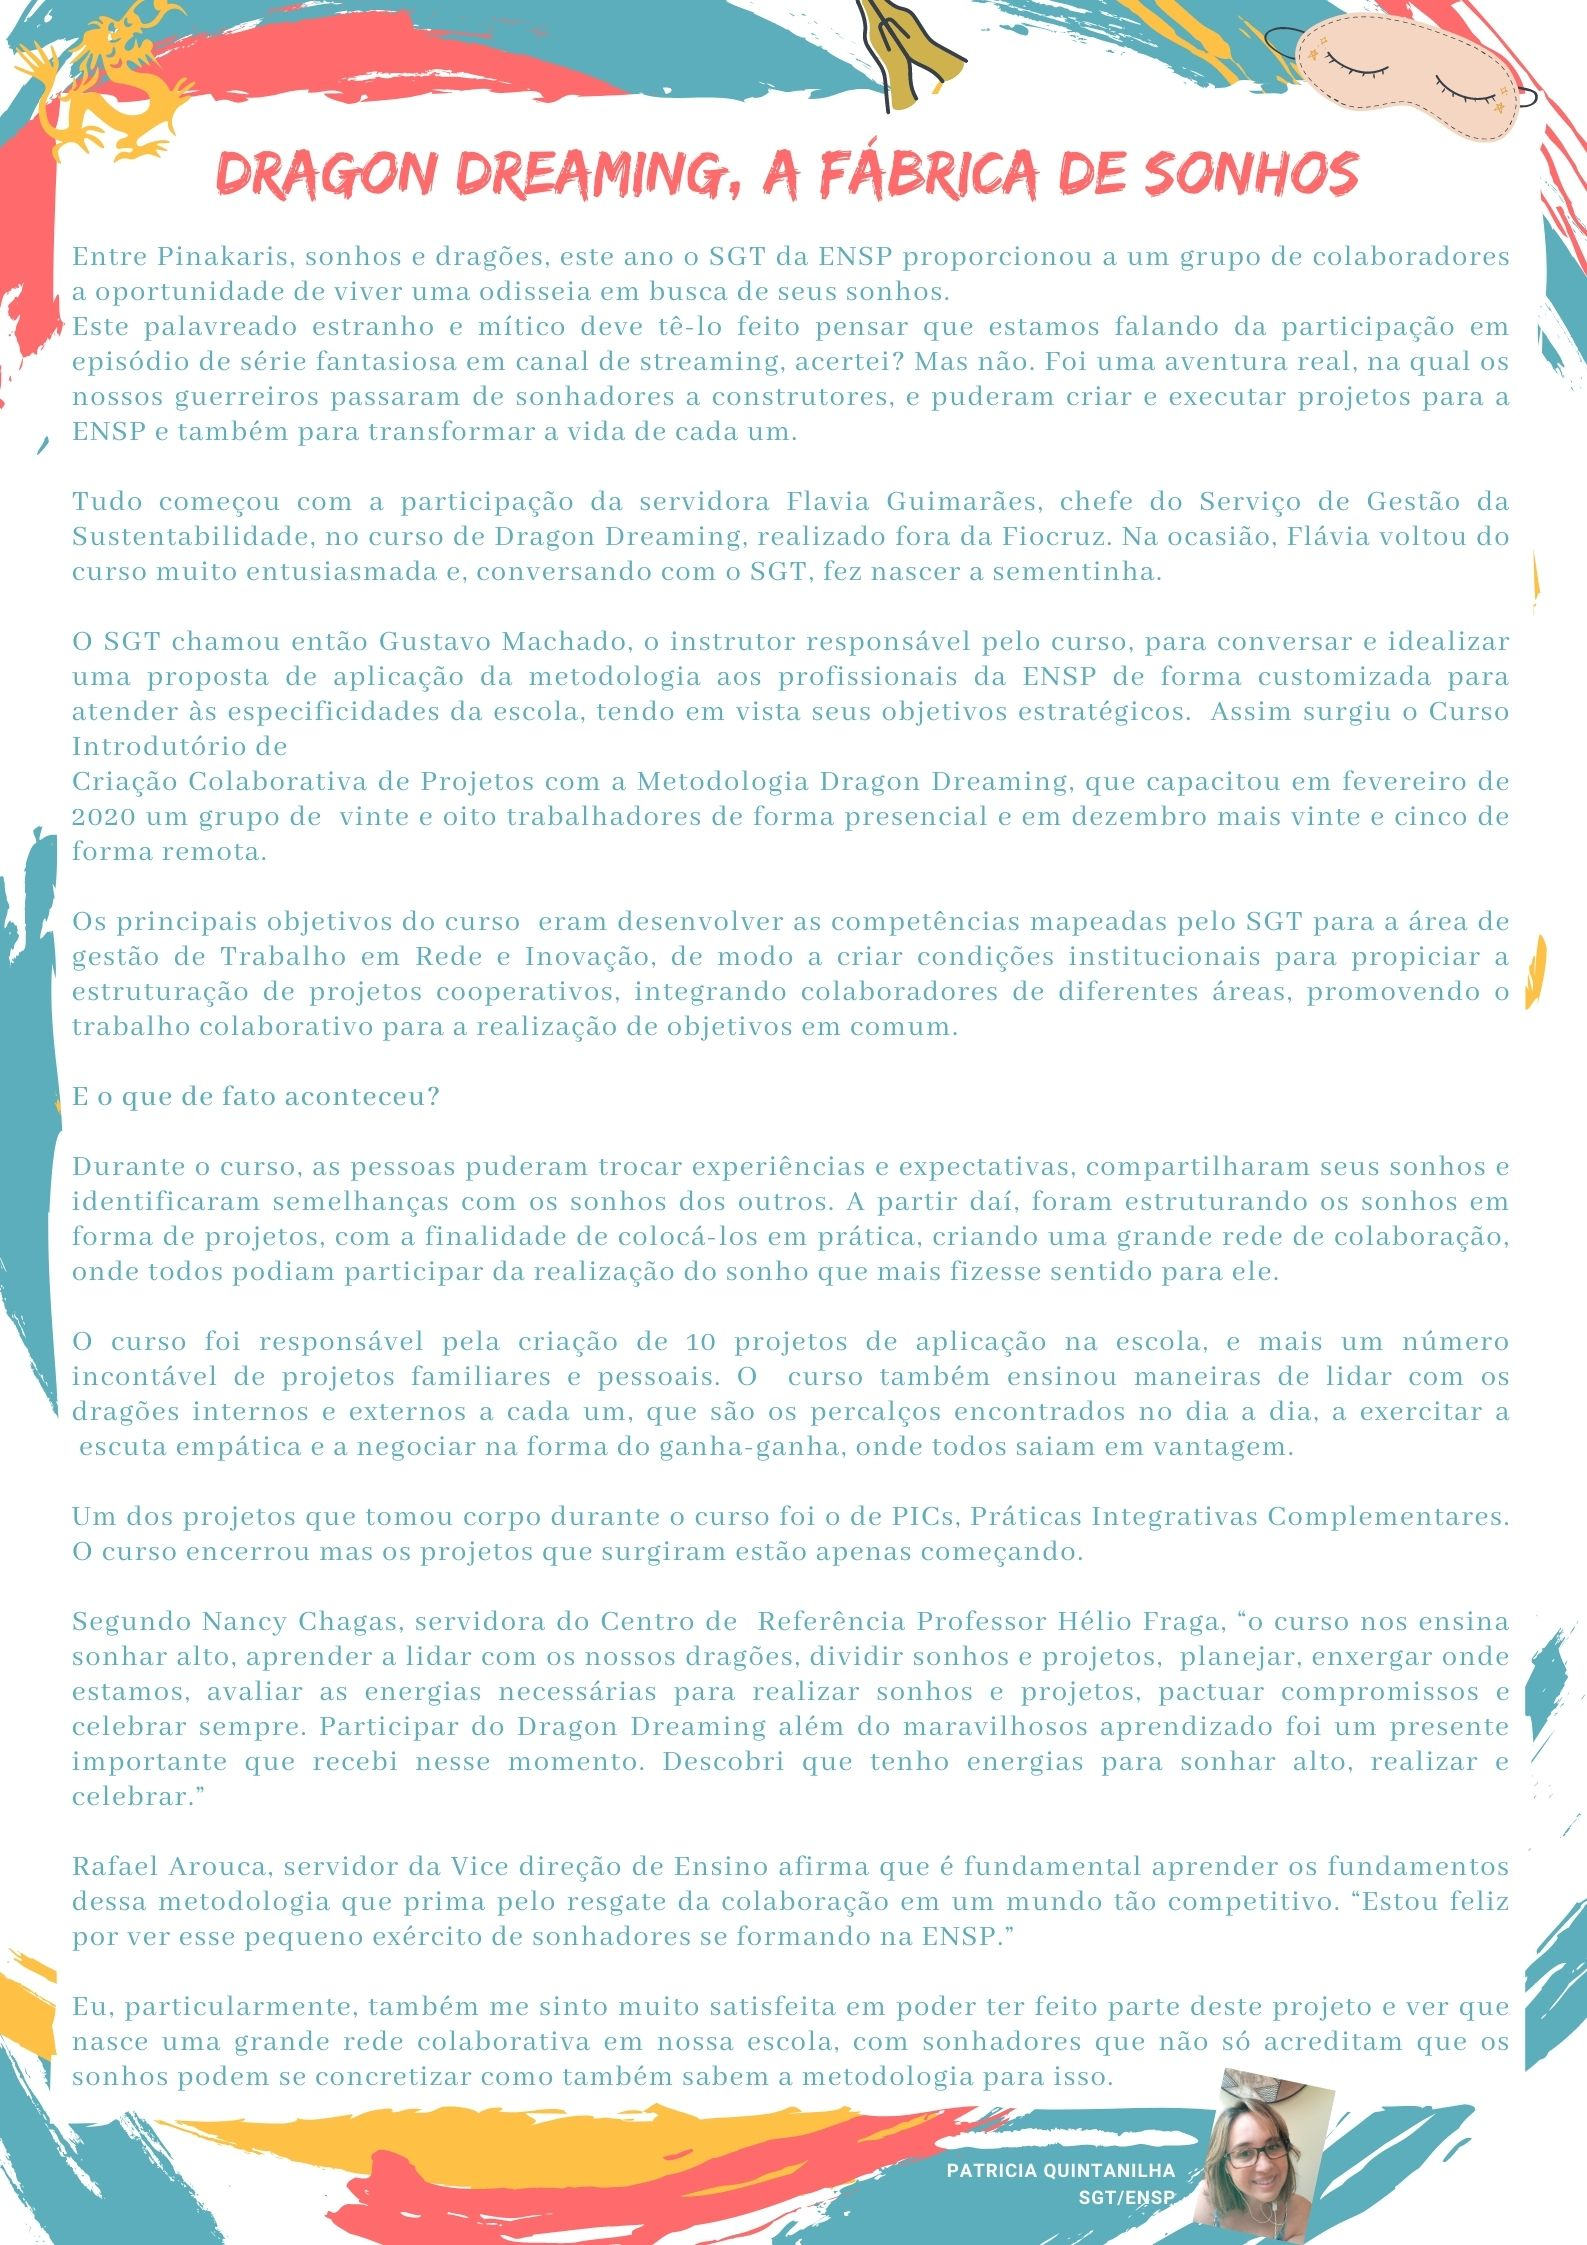 DRAGON DREAMING, A FÁBRICA DE SONHOS
Entre Pinakaris, sonhos e dragões, este ano o SGT da ENSP proporcionou a um grupo de colaboradores
a oportunidade de viver uma odisseia em busca de seus sonhos.
Este palavreado estranho e mítico deve tê-lo feito pensar que estamos falando da participação em
episódio de série fantasiosa em canal de streaming, acertei? Mas não. Foi uma aventura real, na qual os
nossos guerreiros passaram de sonhadores a construtores, e puderam criar e executar projetos para a
ENSP e também para transformar a vida de cada um.
Tudo começou com a participação da servidora Flavia Guimarães, chefe do Serviço de Gestão da
Sustentabilidade, no curso de Dragon Dreaming, realizado fora da Fiocruz. Na ocasião, Flávia voltou do
curso muito entusiasmada e, conversando com o SGT, fez nascer a sementinha.
O SGT chamou então Gustavo Machado, o instrutor responsável pelo curso, para conversar e idealizar
uma proposta de aplicação da metodologia aos profissionais da ENSP de forma customizada para
atender às especificidades da escola, tendo em vista seus objetivos estratégicos. Assim surgiu o Curso
Introdutório de
Criação Colaborativa de Projetos com a Metodologia Dragon Dreaming, que capacitou em fevereiro de
2020 um grupo de vinte e oito trabalhadores de forma presencial e em dezembro mais vinte e cinco de
forma remota.
Os principais objetivos do curso eram desenvolver as competências mapeadas pelo SGT para a área de
gestão de Trabalho em Rede e Inovação, de modo a criar condições institucionais para propiciar a
estruturação de projetos cooperativos, integrando colaboradores de diferentes áreas, promovendo o
trabalho colaborativo para a realização de objetivos em comum.
E o que de fato aconteceu?
Durante o curso, as pessoas puderam trocar experiências e expectativas, compartilharam seus sonhos e
identificaram semelhanças com os sonhos dos outros. A partir daí, foram estruturando os sonhos em
forma de projetos, com a finalidade de colocá-los em prática, criando uma grande rede de colaboração,
onde todos podiam participar da realização do sonho que mais fizesse sentido para ele.
O curso foi responsável pela criação de 10 projetos de aplicação na escola, e mais um número
incontável de projetos familiares e pessoais. O curso também ensinou maneiras de lidar com os
dragões internos e externos a cada um, que são os percalços encontrados no dia a dia, a exercitar a
escuta empática e a negociar na forma do ganha-ganha, onde todos saiam em vantagem.
Um dos projetos que tomou corpo durante o curso foi o de PICs, Práticas Integrativas Complementares.
O curso encerrou mas os projetos que surgiram estão apenas começando.
Segundo Nancy Chagas, servidora do Centro de Referência Professor Hélio Fraga, “o curso nos ensina
sonhar alto, aprender a lidar com os nossos dragões, dividir sonhos e projetos, planejar, enxergar onde
estamos, avaliar as energias necessárias para realizar sonhos e projetos, pactuar compromissos e
celebrar sempre. Participar do Dragon Dreaming além do maravilhosos aprendizado foi um presente
importante que recebi nesse momento. Descobri que tenho energias para sonhar alto, realizar e
celebrar.”
Rafael Arouca, servidor da Vice direção de Ensino afirma que é fundamental aprender os fundamentos
dessa metodologia que prima pelo resgate da colaboração em um mundo tão competitivo. “Estou feliz
por ver esse pequeno exército de sonhadores se formando na ENSP.”
Eu, particularmente, também me sinto muito satisfeita em poder ter feito parte deste projeto e ver que
nasce uma grande rede colaborativa em nossa escola, com sonhadores que não só acreditam que os
sonhos podem se concretizar como também sabem a metodologia para isso.
PATRICIA QUINTANILHA
SGT/ENSP